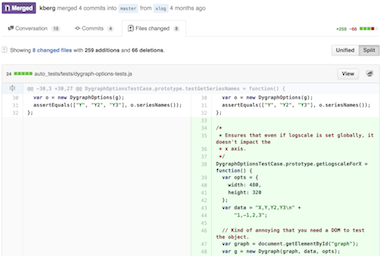 Merged kberg merged 4 commits into master from xlog 4 months ago
Conversation 10 Commits 4 Files changed 8 +259 −66
Showing 8 changed files with 259 additions and 66 deletions.
Unified Split
24 auto_tests/tests/dygraph-options-tests.js View
@@ -30,3 +30,27 @@ DygraphOptionsTestCase.prototype.testGetSeriesNames = function() {
30 var o = new DygraphOptions(g);
31 assertEquals(["Y", "Y2", "Y3"], o.seriesNames());
32 };
30 var o = new DygraphOptions(g);
31 assertEquals(["Y", "Y2", "Y3"], o.seriesNames());
32 };
33
34 /*
35 * Ensures that even if logscale is set globally, it
doesn't impact the
36 * x axis.
37 */
38 DygraphOptionsTestCase.prototype.getLogscaleForX =
function() {
39 var opts = {
40 width: 480,
41 height: 320
42 };
43 var data = "X,Y,Y2,Y3\n" +
44 "1,-1,2,3";
45
46 // Kind of annoying that you need a DOM to test
the object.
47 var graph = document.getElementById("graph");
48 var g = new Dygraph(graph, data, opts);